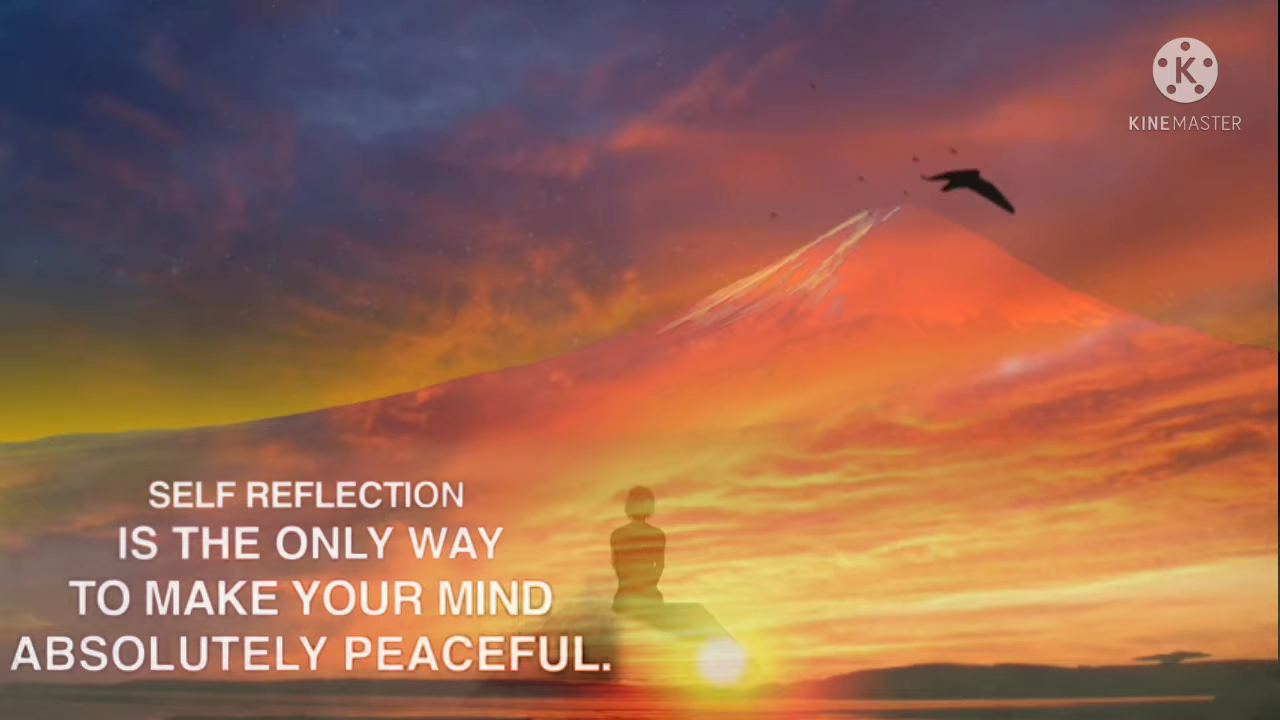 K
KINEMASTER
SELF REFLECTION
IS THE ONLY WAY
TO MAKE YOUR MIND
ABSOLUTELY PEACEFUL.